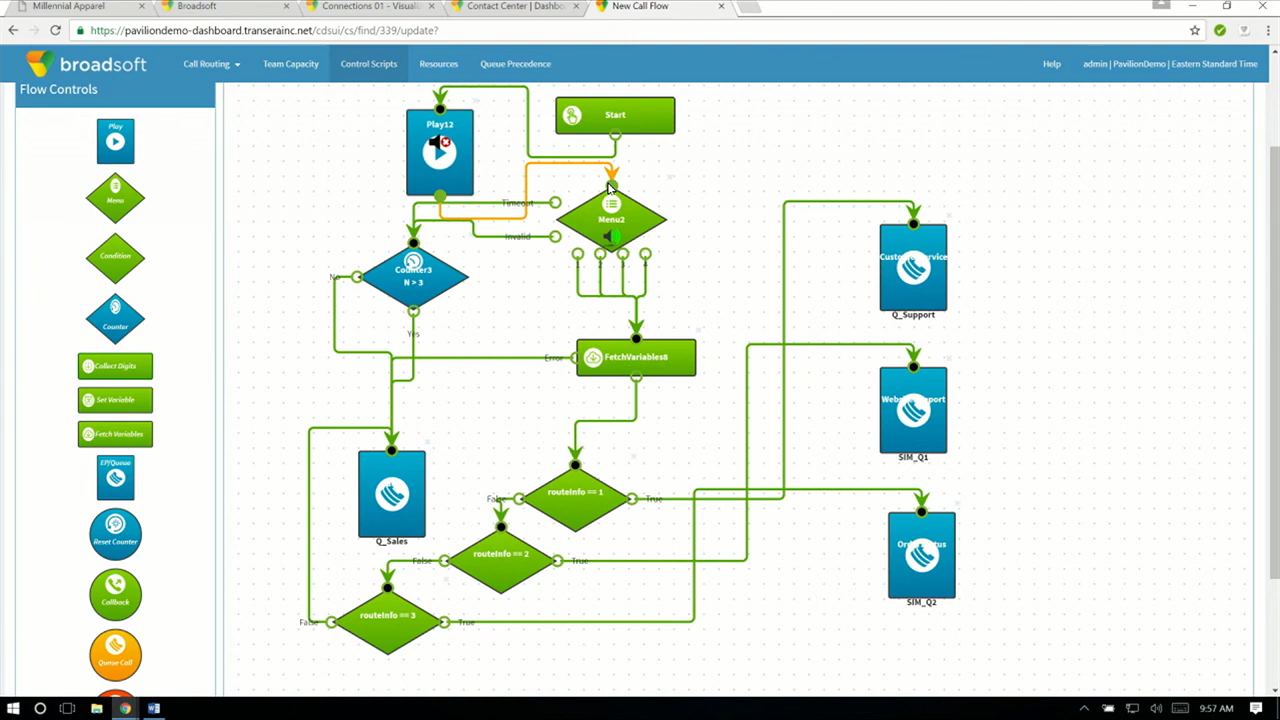 Millennial Apparel
Broadsoft
Connections 01 - Visual
Contact Center | Dashbo
New Call Flow
https://paviliondemo-dashboard.transerainc.net/cdsui/cs/find/339/update?
broadsoft
Call Routing
Team Capacity
Control Scripts
Resources
Queue Precedence
Help
admin | PavilionDemo | Eastern Standard Time
Flow Controls
Play
Menu
Condition
Counter
Collect Digits
Set Variable
Fetch Variables
EP/Queue
Reset Counter
Callback
Queue Call
Start
Play12
Timeout
Menu2
Invalid
Counter3
N > 3
No
Yes
1
2
3
4
Error
FetchVariables8
Q_Support
SIM_Q1
Q_Sales
False
routeInfo == 1
True
False
routeInfo == 2
True
SIM_Q2
False
routeInfo == 3
True
9:57 AM